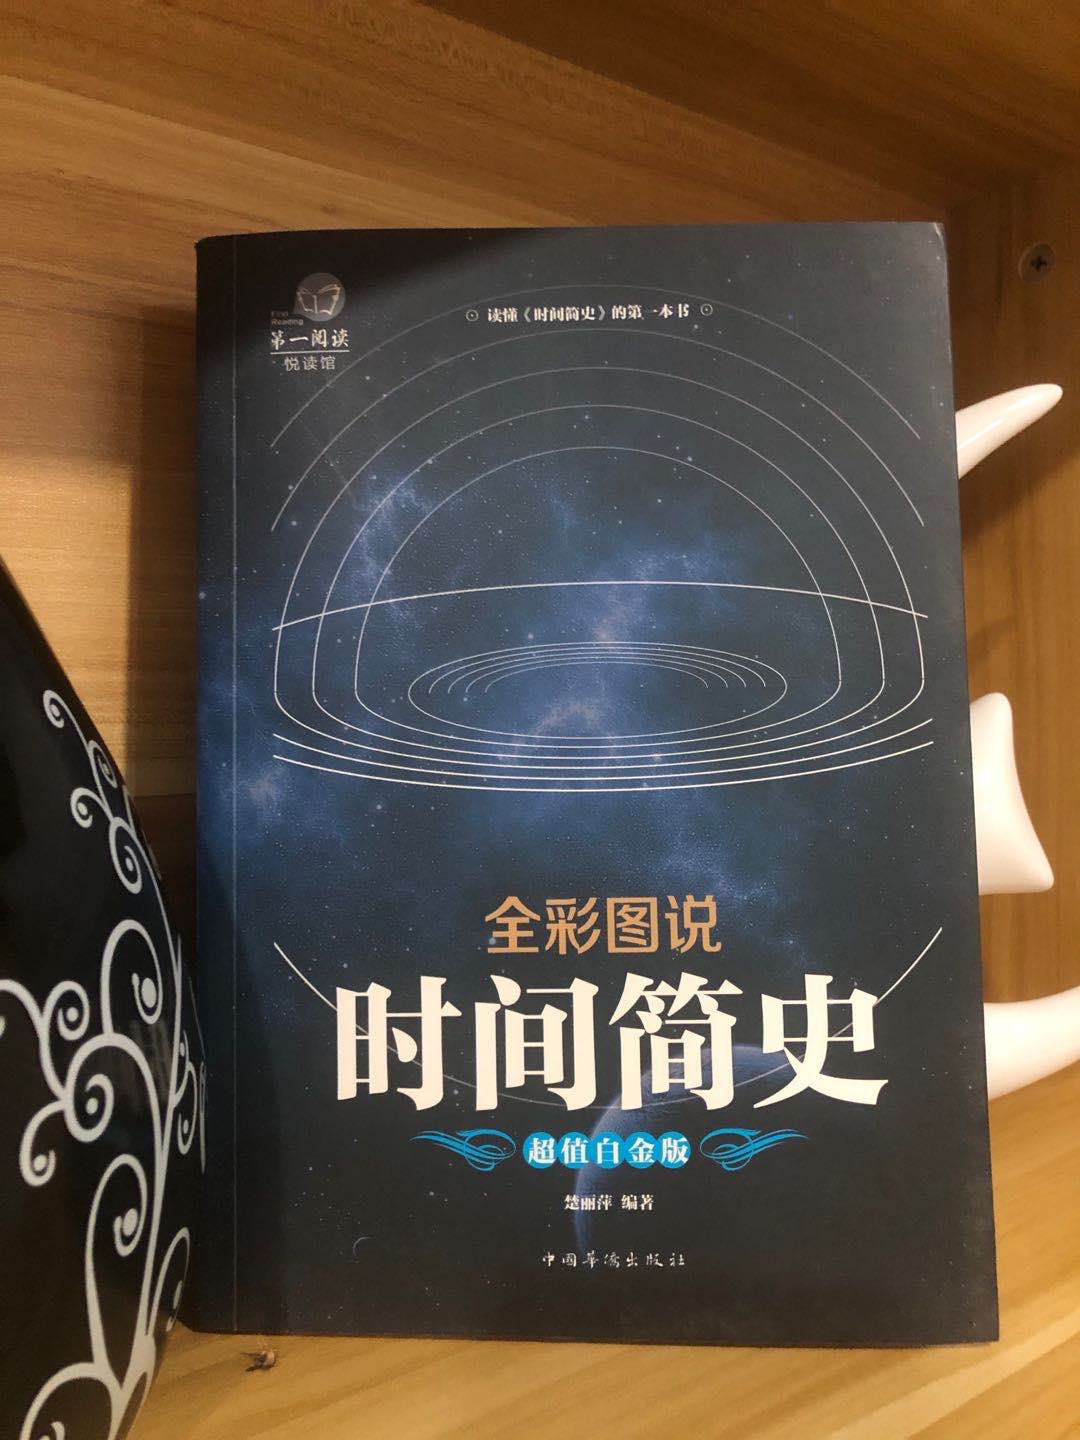 First
Reading
第一阅读
悦读馆
读懂《时间简史》的第一本书
全彩图说
时间简史
超值白金版
楚丽萍 编著
中国华侨出版社